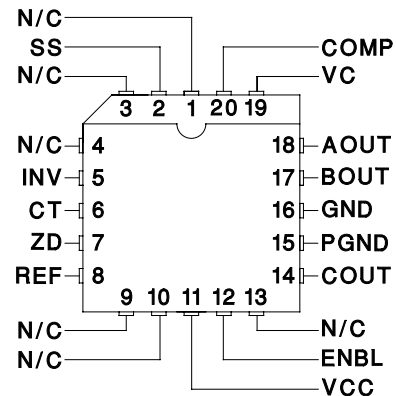 N/C
SS
COMP
N/C
VC
3 2 1 20 19
N/C 4 18 AOUT
INV 5 17 BOUT
CT 6 16 GND
ZD 7 15 PGND
REF 8 14 COUT
9 10 11 12 13
N/C
N/C
N/C
ENBL
VCC